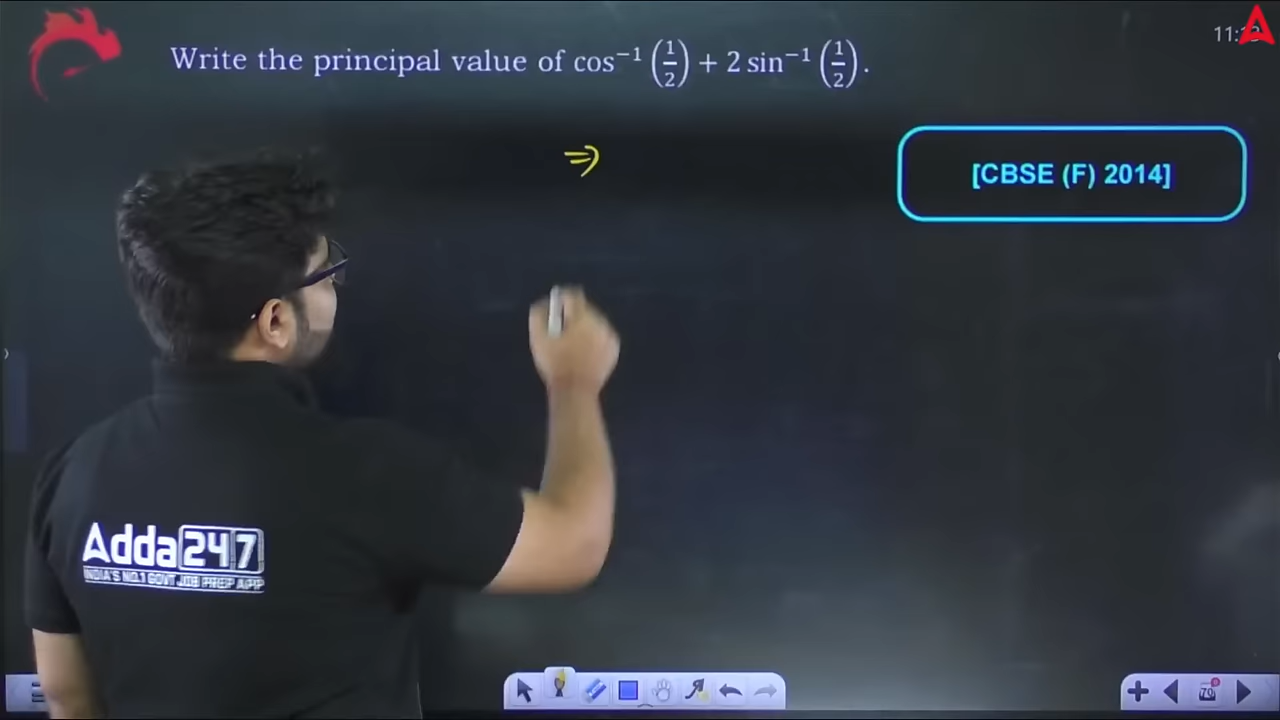 Write the principal value of cos⁻¹ (1/2) + 2 sin⁻¹ (1/2).
⇒
[CBSE (F) 2014]
Adda247
INDIA'S NO.1 GOVT JOB PREP APP
70